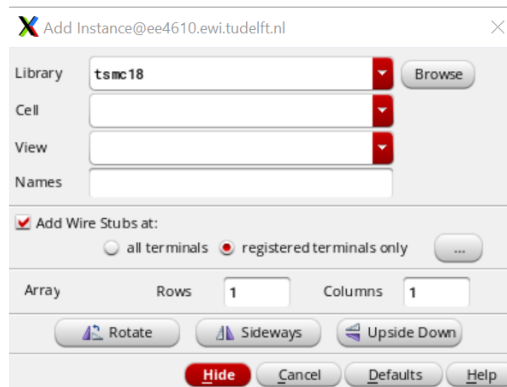 Add Instance@ee4610.ewi.tudelft.nl
Library tsmc18 Browse
Cell
View
Names
Add Wire Stubs at:
all terminals registered terminals only ...
Array Rows 1 Columns 1
Rotate Sideways Upside Down
Hide Cancel Defaults Help